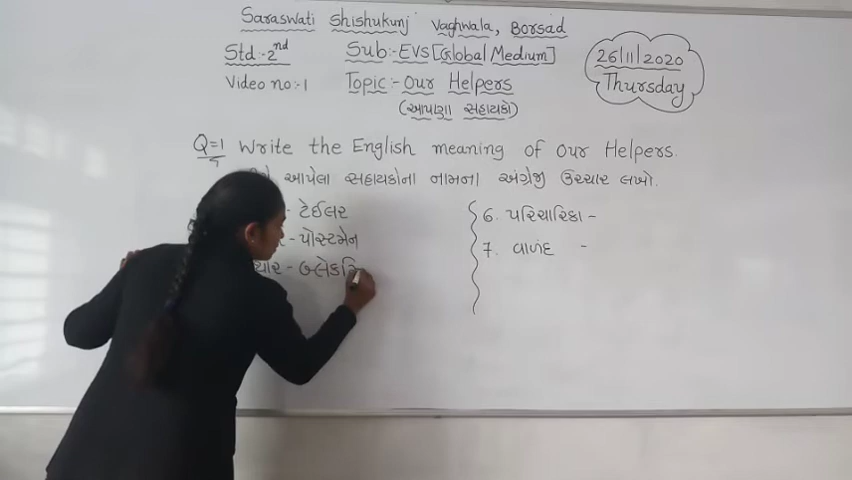 Saraswati Shishukunj Vaghwala, Borsad
Std:-2nd Sub:-EVS[Global Medium]
26/11/2020
Thursday
Video no:-1 Topic:- Our Helpers
(આપણા સહાયકો)
Q=1 Write the English meaning of Our Helpers.
આપેલા સહાયકોના નામના અંગ્રેજી ઉચ્ચાર લખો.
- ટેઈલર
- પોસ્ટમેન
- બ્લેકસ્મિ
6. પરિચારિકા -
7. વાળંદ -